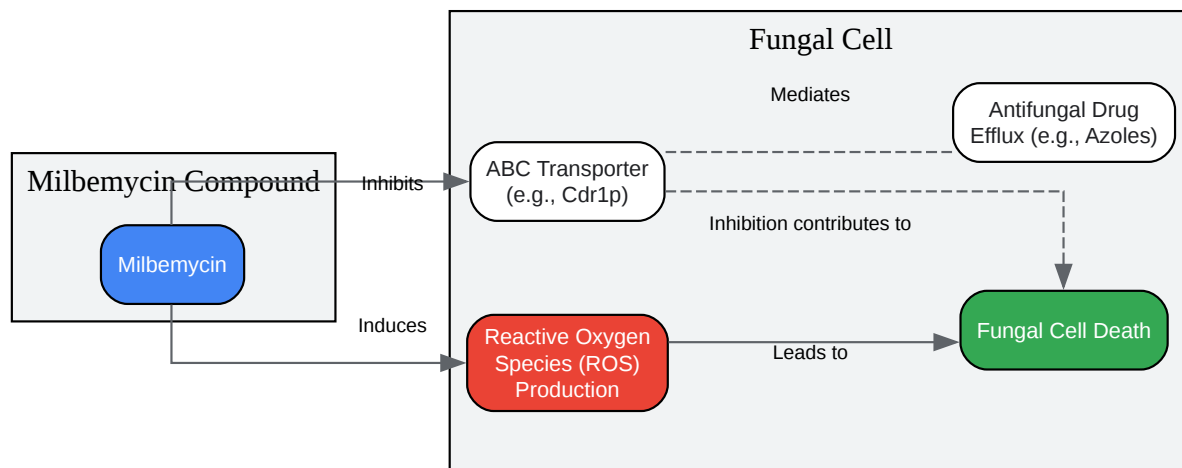 Fungal Cell
Mediates
Antifungal Drug
Efflux (e.g., Azoles)
Milbemycin Compound
Inhibits
ABC Transporter
(e.g., Cdr1p)
Inhibition contributes to
Milbemycin
Induces
Reactive Oxygen
Species (ROS)
Production
Leads to
Fungal Cell Death